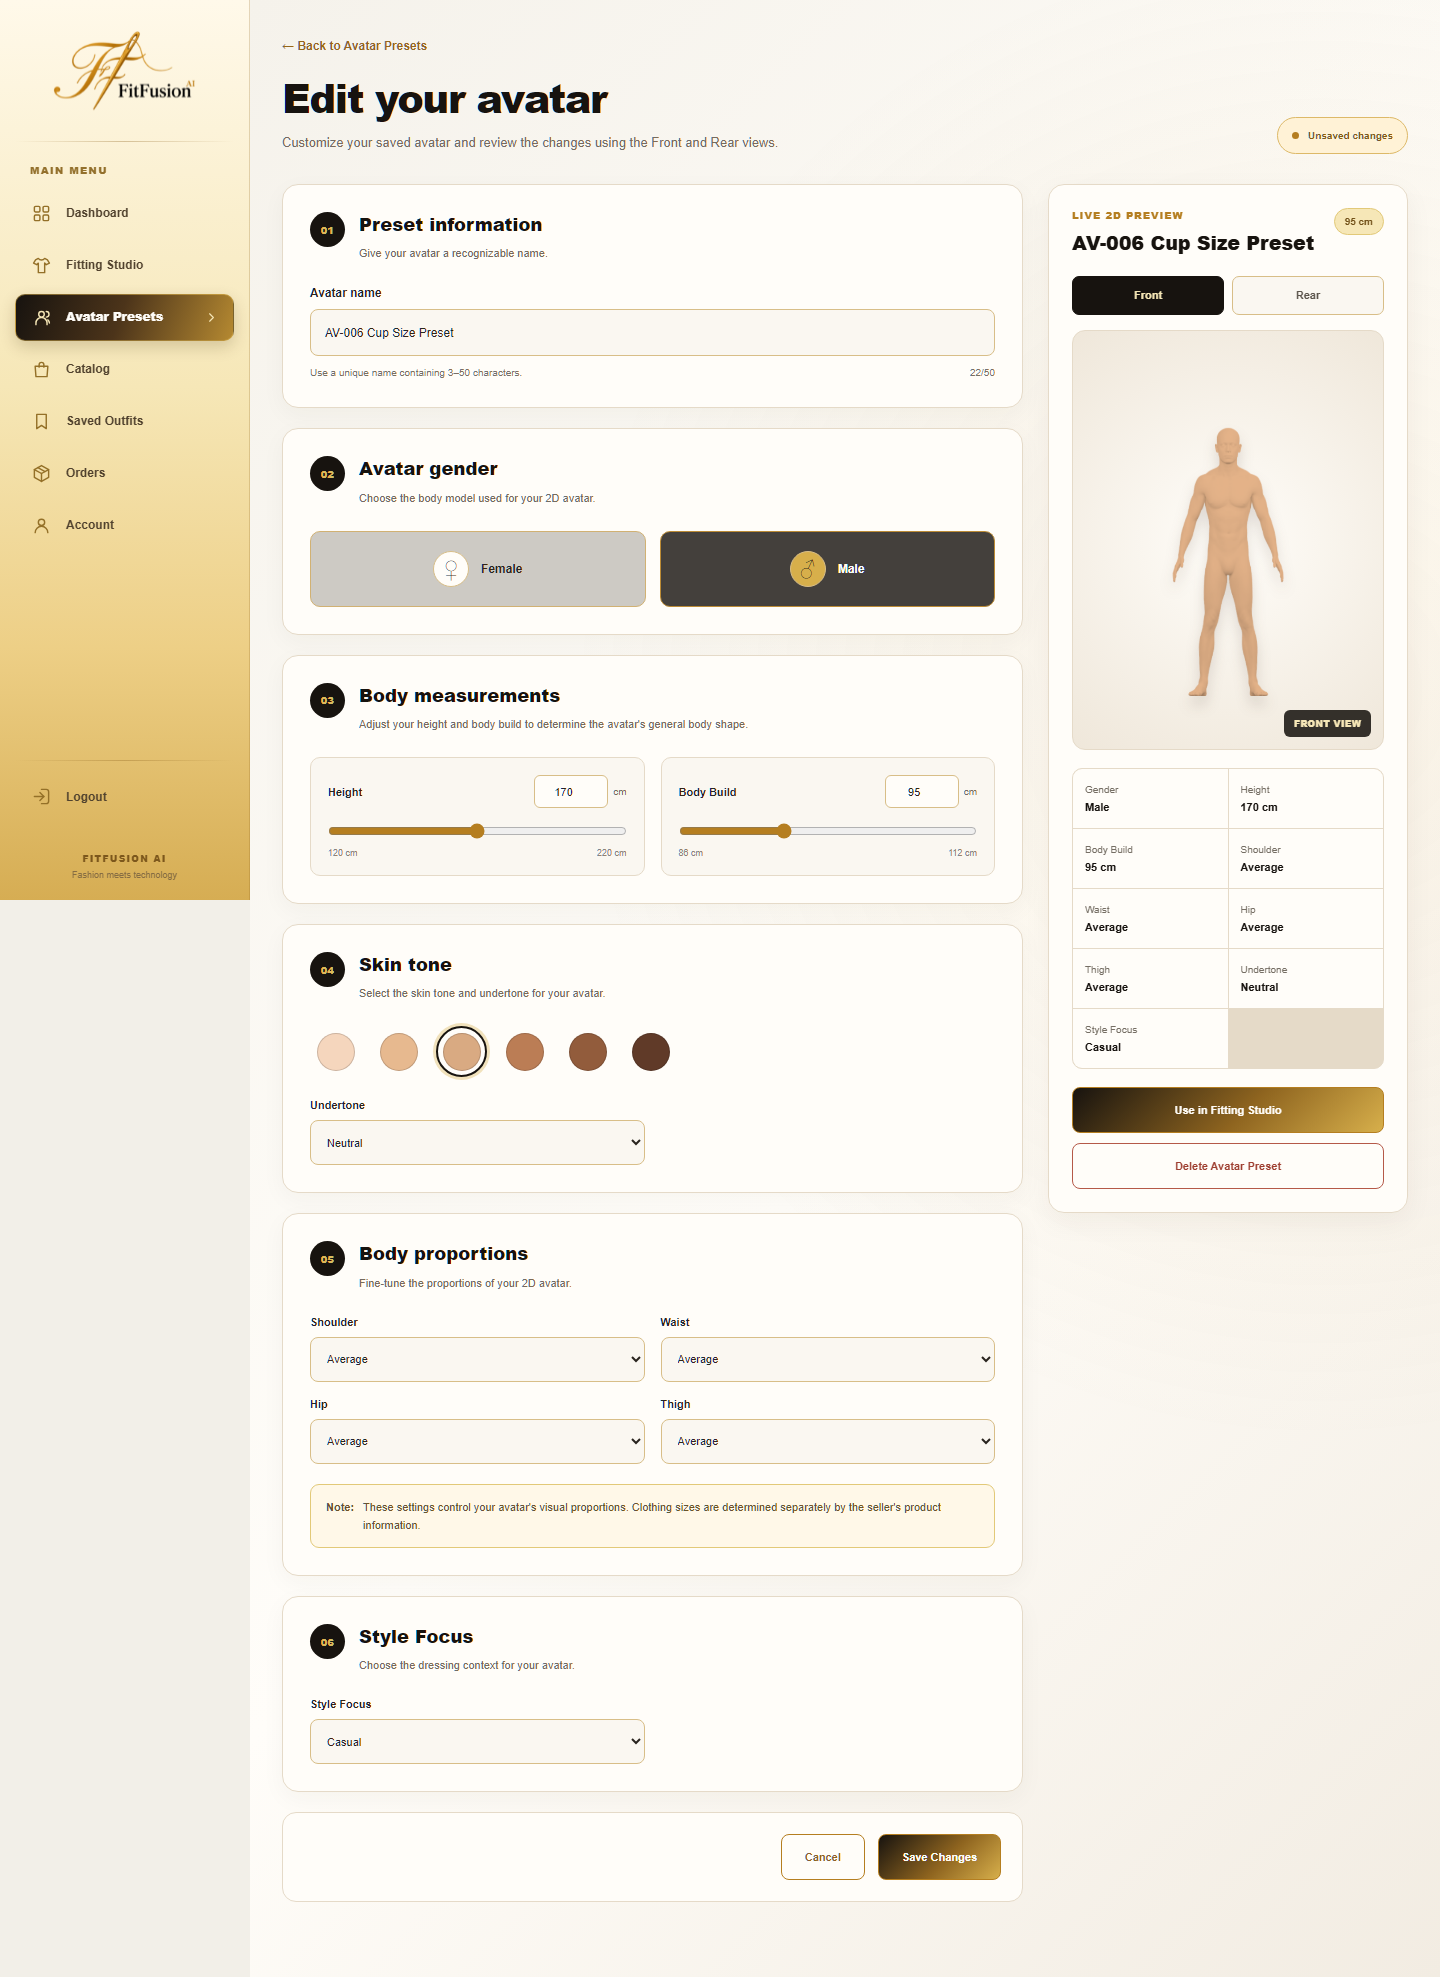 FitFusion AI
MAIN MENU
Dashboard
Fitting Studio
Avatar Presets
Catalog
Saved Outfits
Orders
Account
Logout
FITFUSION AI
Fashion meets technology
← Back to Avatar Presets
Edit your avatar
Customize your saved avatar and review the changes using the Front and Rear views.
Unsaved changes
01
Preset information
Give your avatar a recognizable name.
Avatar name
AV-006 Cup Size Preset
Use a unique name containing 3–50 characters.
22/50
02
Avatar gender
Choose the body model used for your 2D avatar.
Female
Male
03
Body measurements
Adjust your height and body build to determine the avatar's general body shape.
Height
170 cm
120 cm
220 cm
Body Build
95 cm
86 cm
112 cm
04
Skin tone
Select the skin tone and undertone for your avatar.
Undertone
Neutral
05
Body proportions
Fine-tune the proportions of your 2D avatar.
Shoulder
Average
Waist
Average
Hip
Average
Thigh
Average
Note: These settings control your avatar's visual proportions. Clothing sizes are determined separately by the seller's product
information.
06
Style Focus
Choose the dressing context for your avatar.
Style Focus
Casual
Cancel
Save Changes
LIVE 2D PREVIEW
95 cm
AV-006 Cup Size Preset
Front
Rear
FRONT VIEW
Gender
Male
Height
170 cm
Body Build
95 cm
Shoulder
Average
Waist
Average
Hip
Average
Thigh
Average
Undertone
Neutral
Style Focus
Casual
Use in Fitting Studio
Delete Avatar Preset